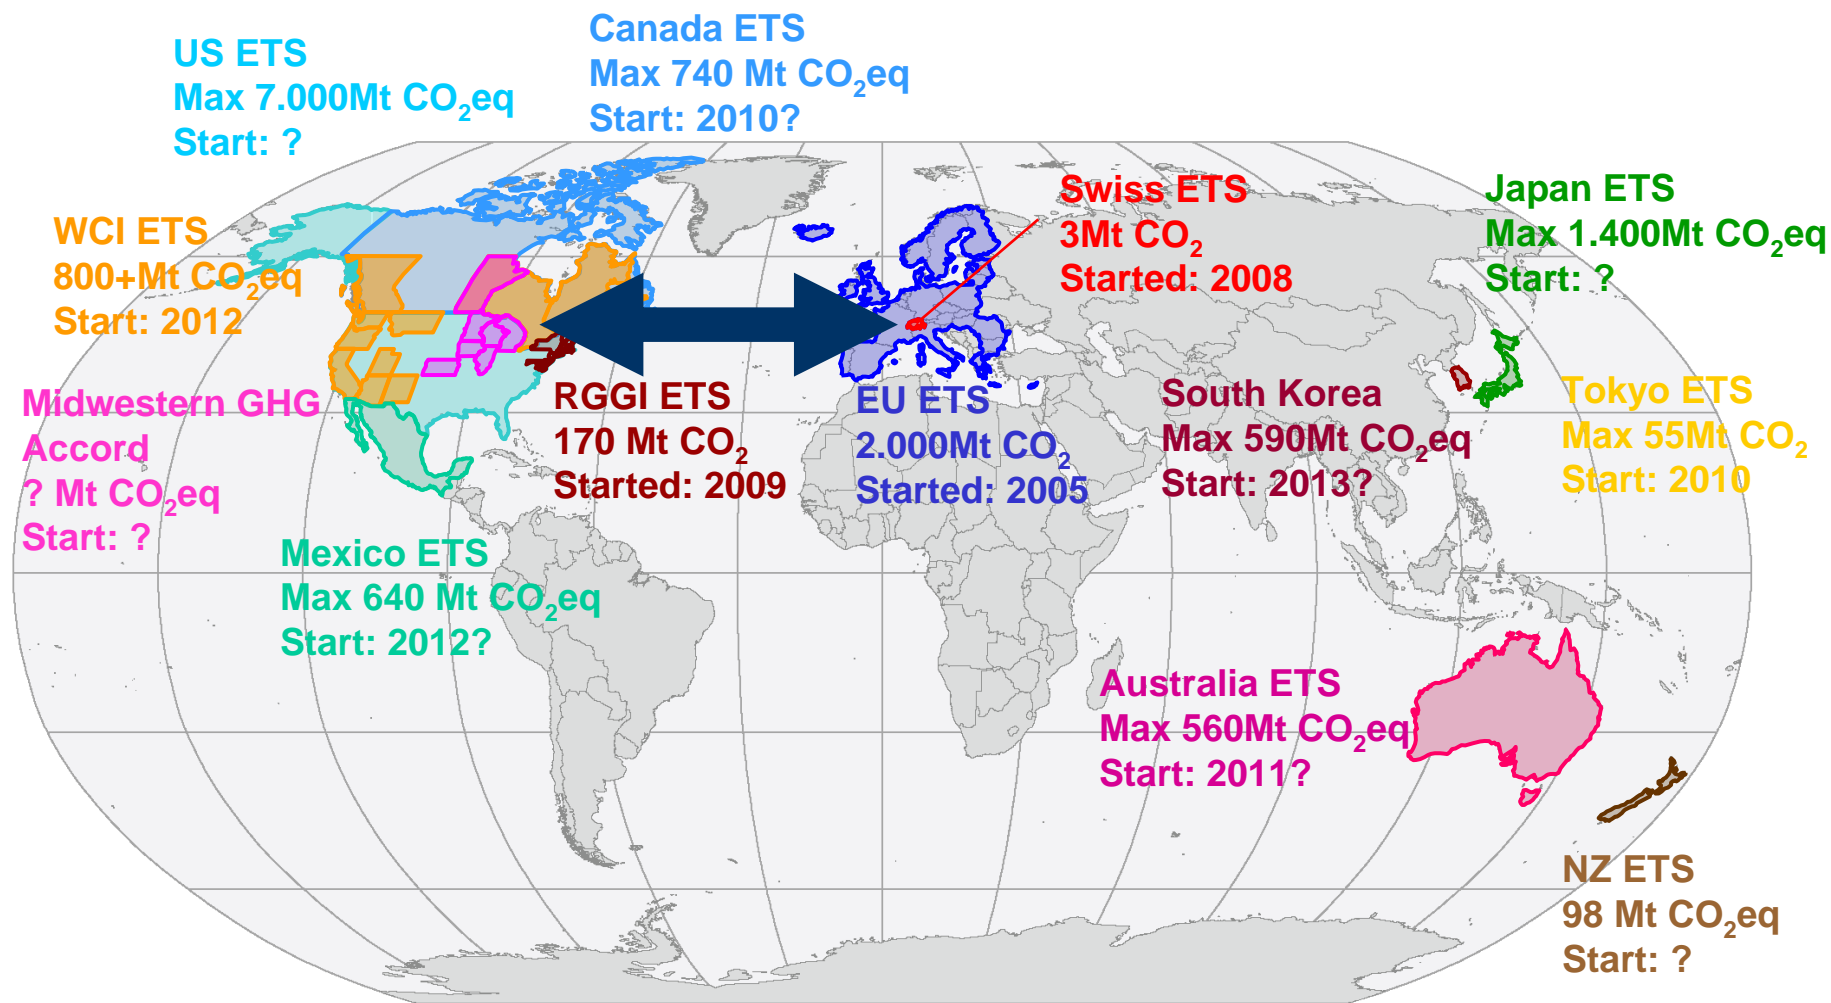 US ETS
Max 7.000Mt CO₂eq
Start: ?
Canada ETS
Max 740 Mt CO₂eq
Start: 2010?
WCI ETS
800+Mt CO₂eq
Start: 2012
Swiss ETS
3Mt CO₂
Started: 2008
Japan ETS
Max 1.400Mt CO₂eq
Start: ?
Midwestern GHG
Accord
? Mt CO₂eq
Start: ?
RGGI ETS
170 Mt CO₂
Started: 2009
EU ETS
2.000Mt CO₂
Started: 2005
South Korea
Max 590Mt CO₂eq
Start: 2013?
Tokyo ETS
Max 55Mt CO₂
Start: 2010
Mexico ETS
Max 640 Mt CO₂eq
Start: 2012?
Australia ETS
Max 560Mt CO₂eq
Start: 2011?
NZ ETS
98 Mt CO₂eq
Start: ?